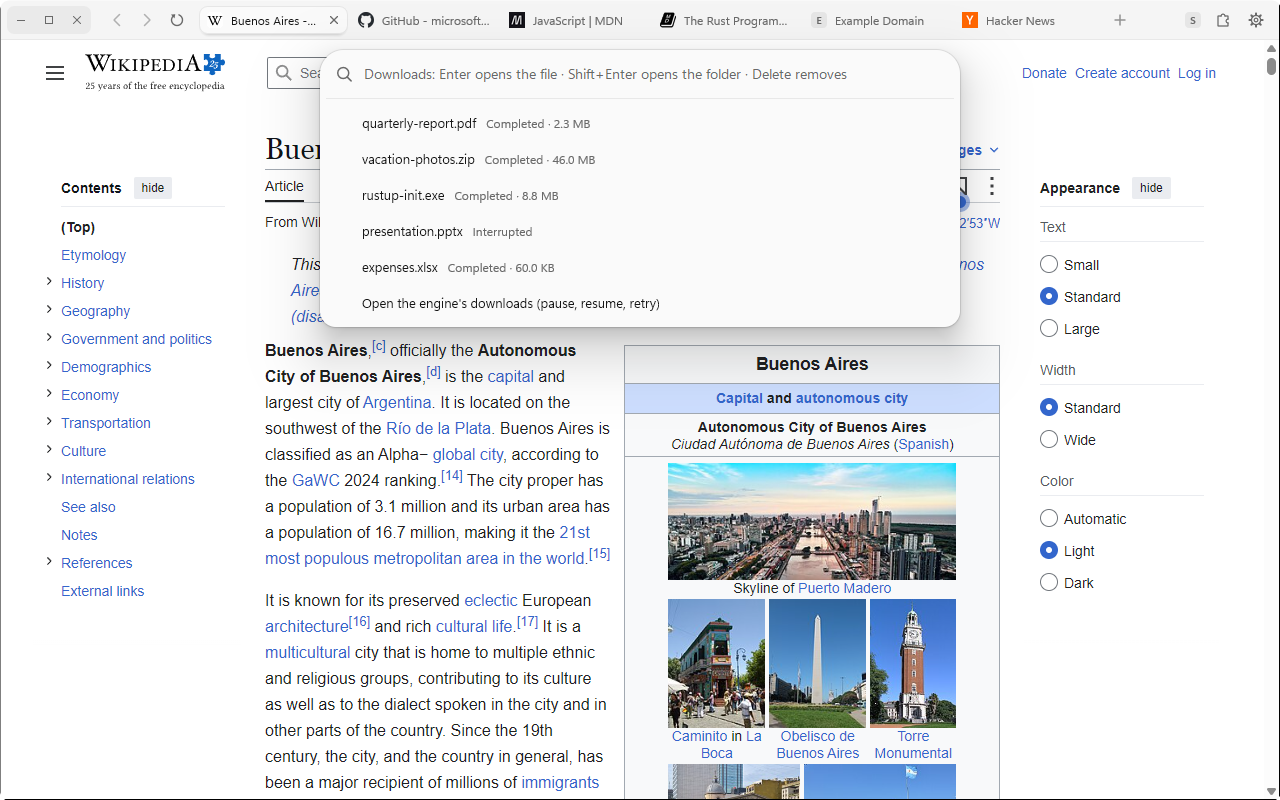 Buenos Aires -...
GitHub - microsoft...
JavaScript | MDN
The Rust Program...
E Example Domain
Y Hacker News
S
WIKIPEDIA 25
25 years of the free encyclopedia
Donate Create account Log in
Downloads: Enter opens the file · Shift+Enter opens the folder · Delete removes
quarterly-report.pdf Completed · 2.3 MB
vacation-photos.zip Completed · 46.0 MB
rustup-init.exe Completed · 8.8 MB
presentation.pptx Interrupted
expenses.xlsx Completed · 60.0 KB
Open the engine's downloads (pause, resume, retry)
Contents hide
(Top)
Etymology
History
Geography
Government and politics
Demographics
Economy
Transportation
Culture
International relations
See also
Notes
References
External links
Article
From
This
Buenos Aires,[c] officially the Autonomous
City of Buenos Aires,[d] is the capital and
largest city of Argentina. It is located on the
southwest of the Río de la Plata. Buenos Aires is
classified as an Alpha− global city, according to
the GaWC 2024 ranking.[14] The city proper has
a population of 3.1 million and its urban area has
a population of 16.7 million, making it the 21st
most populous metropolitan area in the world.[15]
It is known for its preserved eclectic European
architecture[16] and rich cultural life.[17] It is a
multicultural city that is home to multiple ethnic
and religious groups, contributing to its culture
as well as to the dialect spoken in the city and in
other parts of the country. Since the 19th
century, the city, and the country in general, has
been a major recipient of millions of immigrants
Buenos Aires
Capital and autonomous city
Autonomous City of Buenos Aires
Ciudad Autónoma de Buenos Aires (Spanish)
Skyline of Puerto Madero
Caminito in La
Boca
Obelisco de
Buenos Aires
Torre
Monumental
Appearance hide
Text
Small
Standard
Large
Width
Standard
Wide
Color
Automatic
Light
Dark